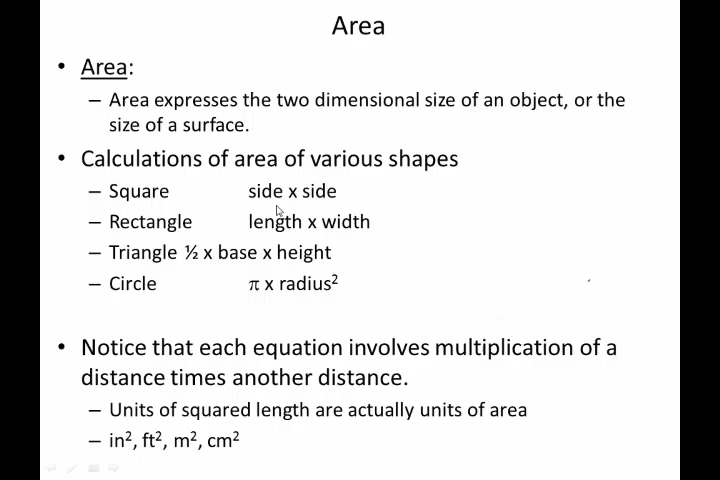 Area
• Area:
– Area expresses the two dimensional size of an object, or the
size of a surface.
• Calculations of area of various shapes
– Square side x side
– Rectangle length x width
– Triangle ½ x base x height
– Circle π x radius²
• Notice that each equation involves multiplication of a
distance times another distance.
– Units of squared length are actually units of area
– in², ft², m², cm²